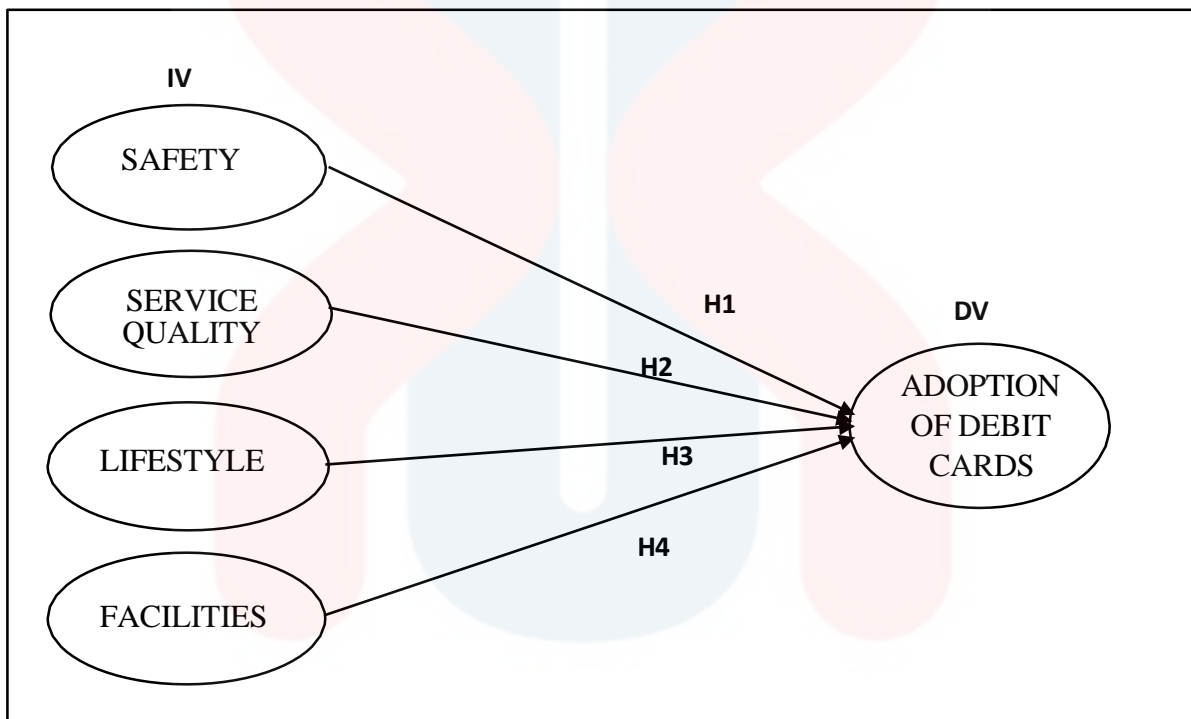 IV
SAFETY
SERVICE
QUALITY
LIFESTYLE
FACILITIES
H1
H2
H3
H4
DV
ADOPTION
OF DEBIT
CARDS